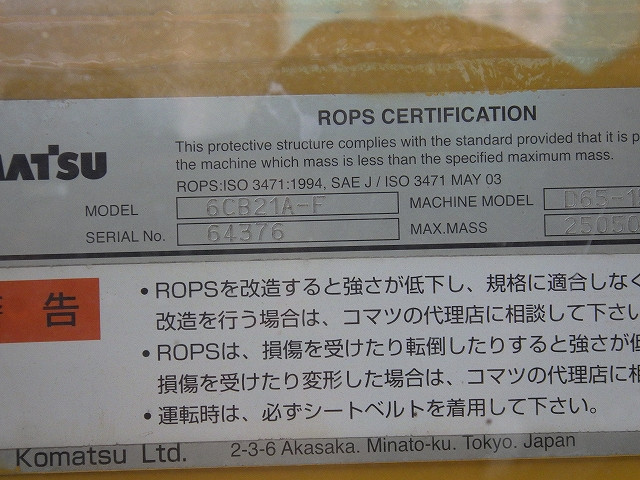 ROPS CERTIFICATION
MATSU
This protective structure complies with the standard provided that it is p
the machine which mass is less than the specified maximum mass.
ROPS:ISO 3471:1994, SAE J / ISO 3471 MAY 03
MODEL 6CB21A-F MACHINE MODEL D65-1
SERIAL No. 64376 MAX.MASS 25050
警告
・ROPSを改造すると強さが低下し、規格に適合しなく
改造を行う場合は、コマツの代理店に相談して下さい
・ROPSは、損傷を受けたり転倒したりすると強さが低
損傷を受けたり変形した場合は、コマツの代理店に相
・運転時は、必ずシートベルトを着用して下さい。
Komatsu Ltd. 2-3-6 Akasaka. Minato-ku. Tokyo. Japan